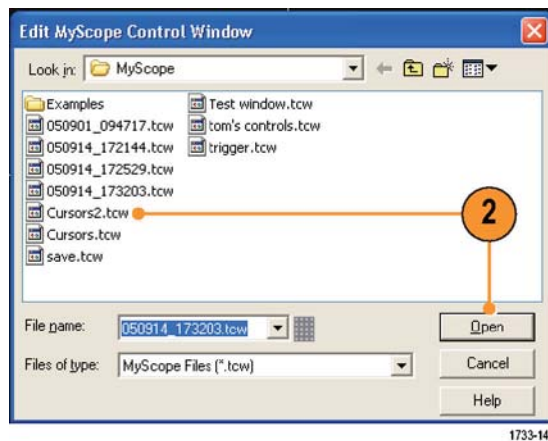 Edit MyScope Control Window
Look in: MyScope
Examples
050901_094717.tcw
050914_172144.tcw
050914_172529.tcw
050914_173203.tcw
Cursors2.tcw
Cursors.tcw
save.tcw
Test window.tcw
tom's controls.tcw
trigger.tcw
2
File name: 050914_173203.tcw Open
Files of type: MyScope Files (*.tcw) Cancel
Help
1733-14